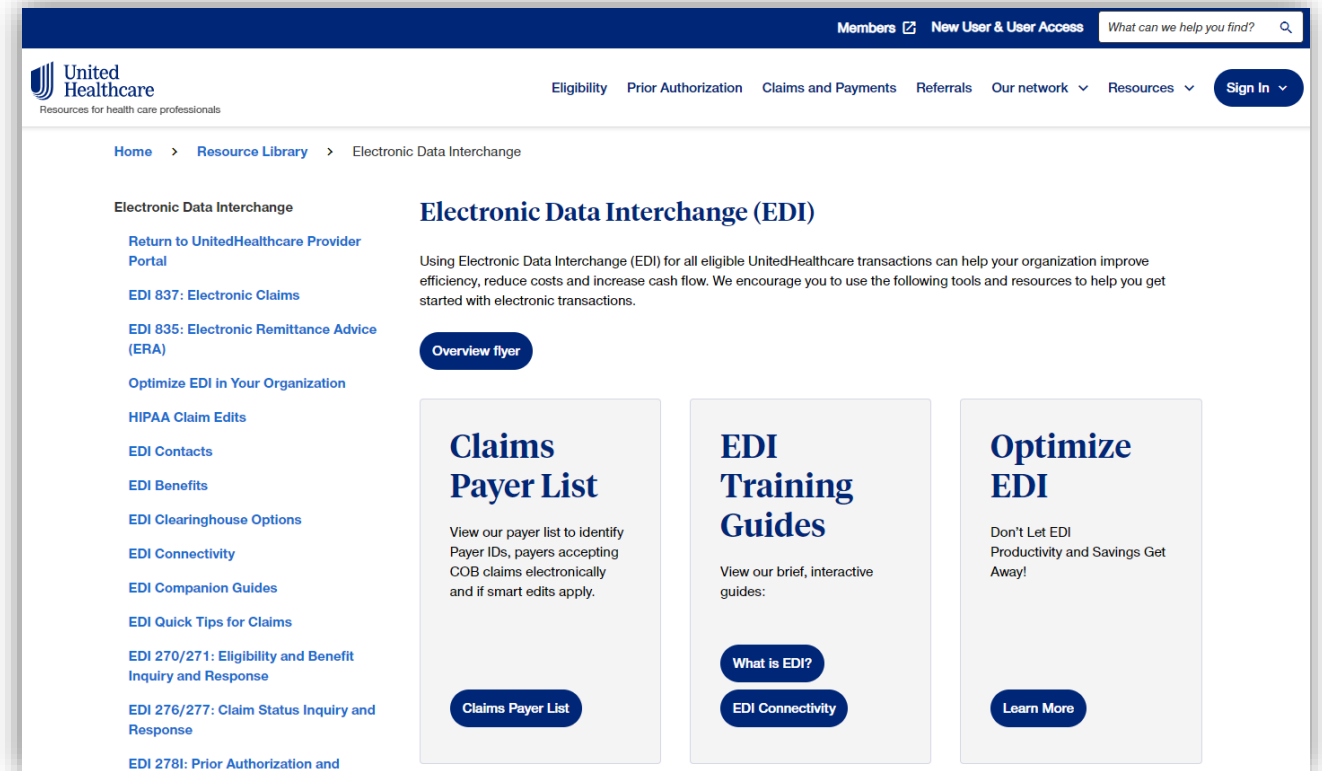 Members New User & User Access What can we help you find?
United
Healthcare
Resources for health care professionals
Eligibility Prior Authorization Claims and Payments Referrals Our network Resources Sign In
Home > Resource Library > Electronic Data Interchange
Electronic Data Interchange
Return to UnitedHealthcare Provider
Portal
EDI 837: Electronic Claims
EDI 835: Electronic Remittance Advice
(ERA)
Optimize EDI in Your Organization
HIPAA Claim Edits
EDI Contacts
EDI Benefits
EDI Clearinghouse Options
EDI Connectivity
EDI Companion Guides
EDI Quick Tips for Claims
EDI 270/271: Eligibility and Benefit
Inquiry and Response
EDI 276/277: Claim Status Inquiry and
Response
EDI 278I: Prior Authorization and
Electronic Data Interchange (EDI)
Using Electronic Data Interchange (EDI) for all eligible UnitedHealthcare transactions can help your organization improve
efficiency, reduce costs and increase cash flow. We encourage you to use the following tools and resources to help you get
started with electronic transactions.
Overview flyer
Claims
Payer List
View our payer list to identify
Payer IDs, payers accepting
COB claims electronically
and if smart edits apply.
Claims Payer List
EDI
Training
Guides
View our brief, interactive
guides:
What is EDI?
EDI Connectivity
Optimize
EDI
Don't Let EDI
Productivity and Savings Get
Away!
Learn More